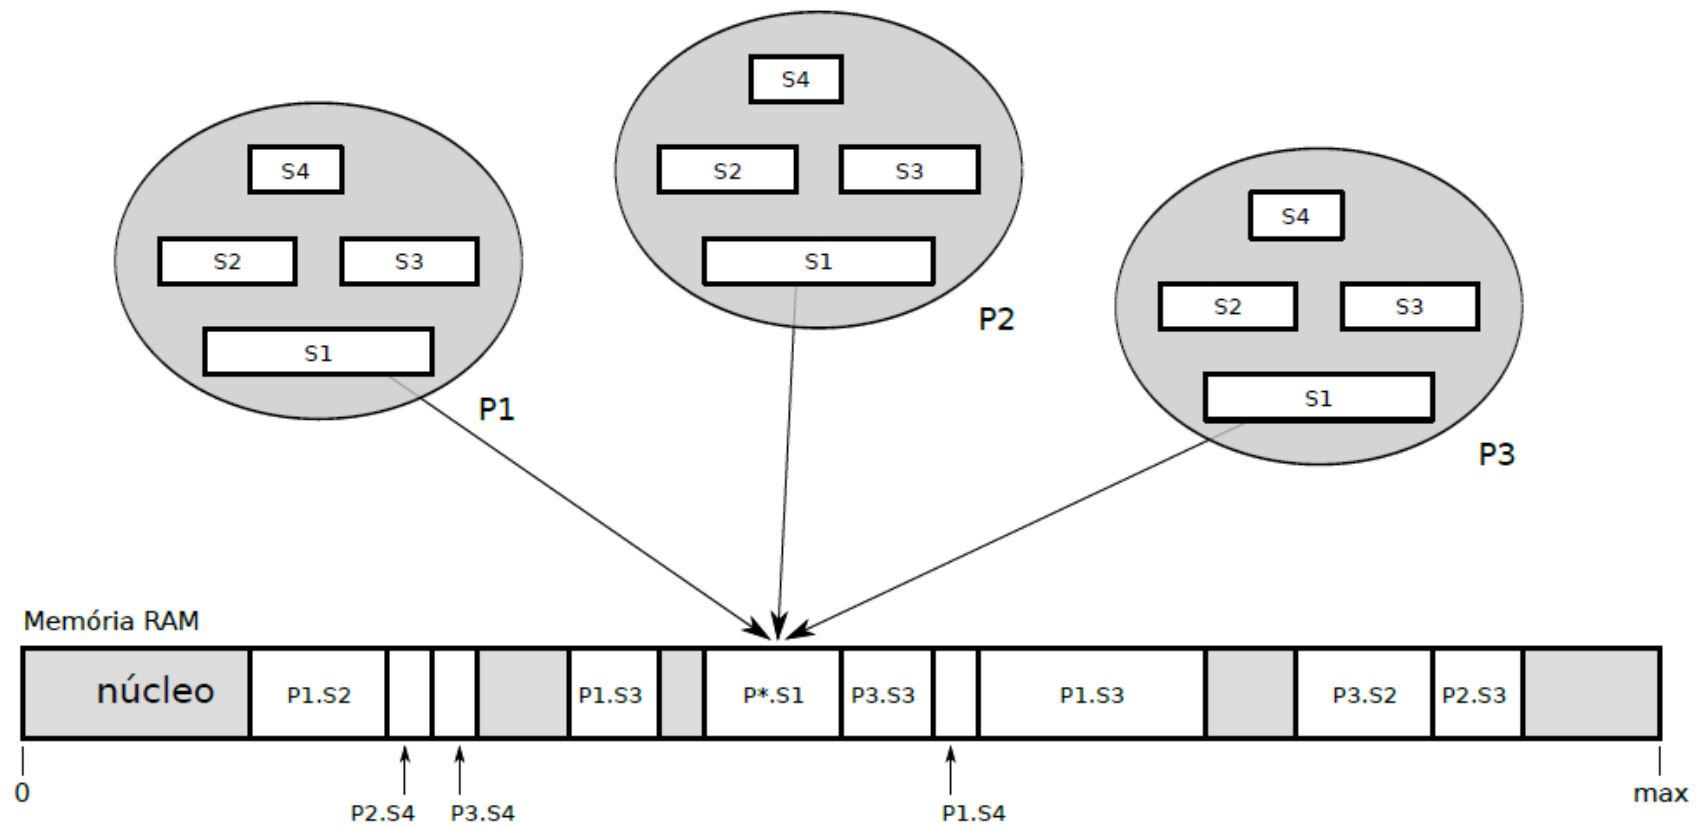 S4
S2 S3
S1
P1
S4
S2 S3
S1
P2
S4
S2 S3
S1
P3
Memória RAM
núcleo P1.S2 P1.S3 P*.S1 P3.S3 P1.S3 P3.S2 P2.S3
0 max
P2.S4 P3.S4 P1.S4